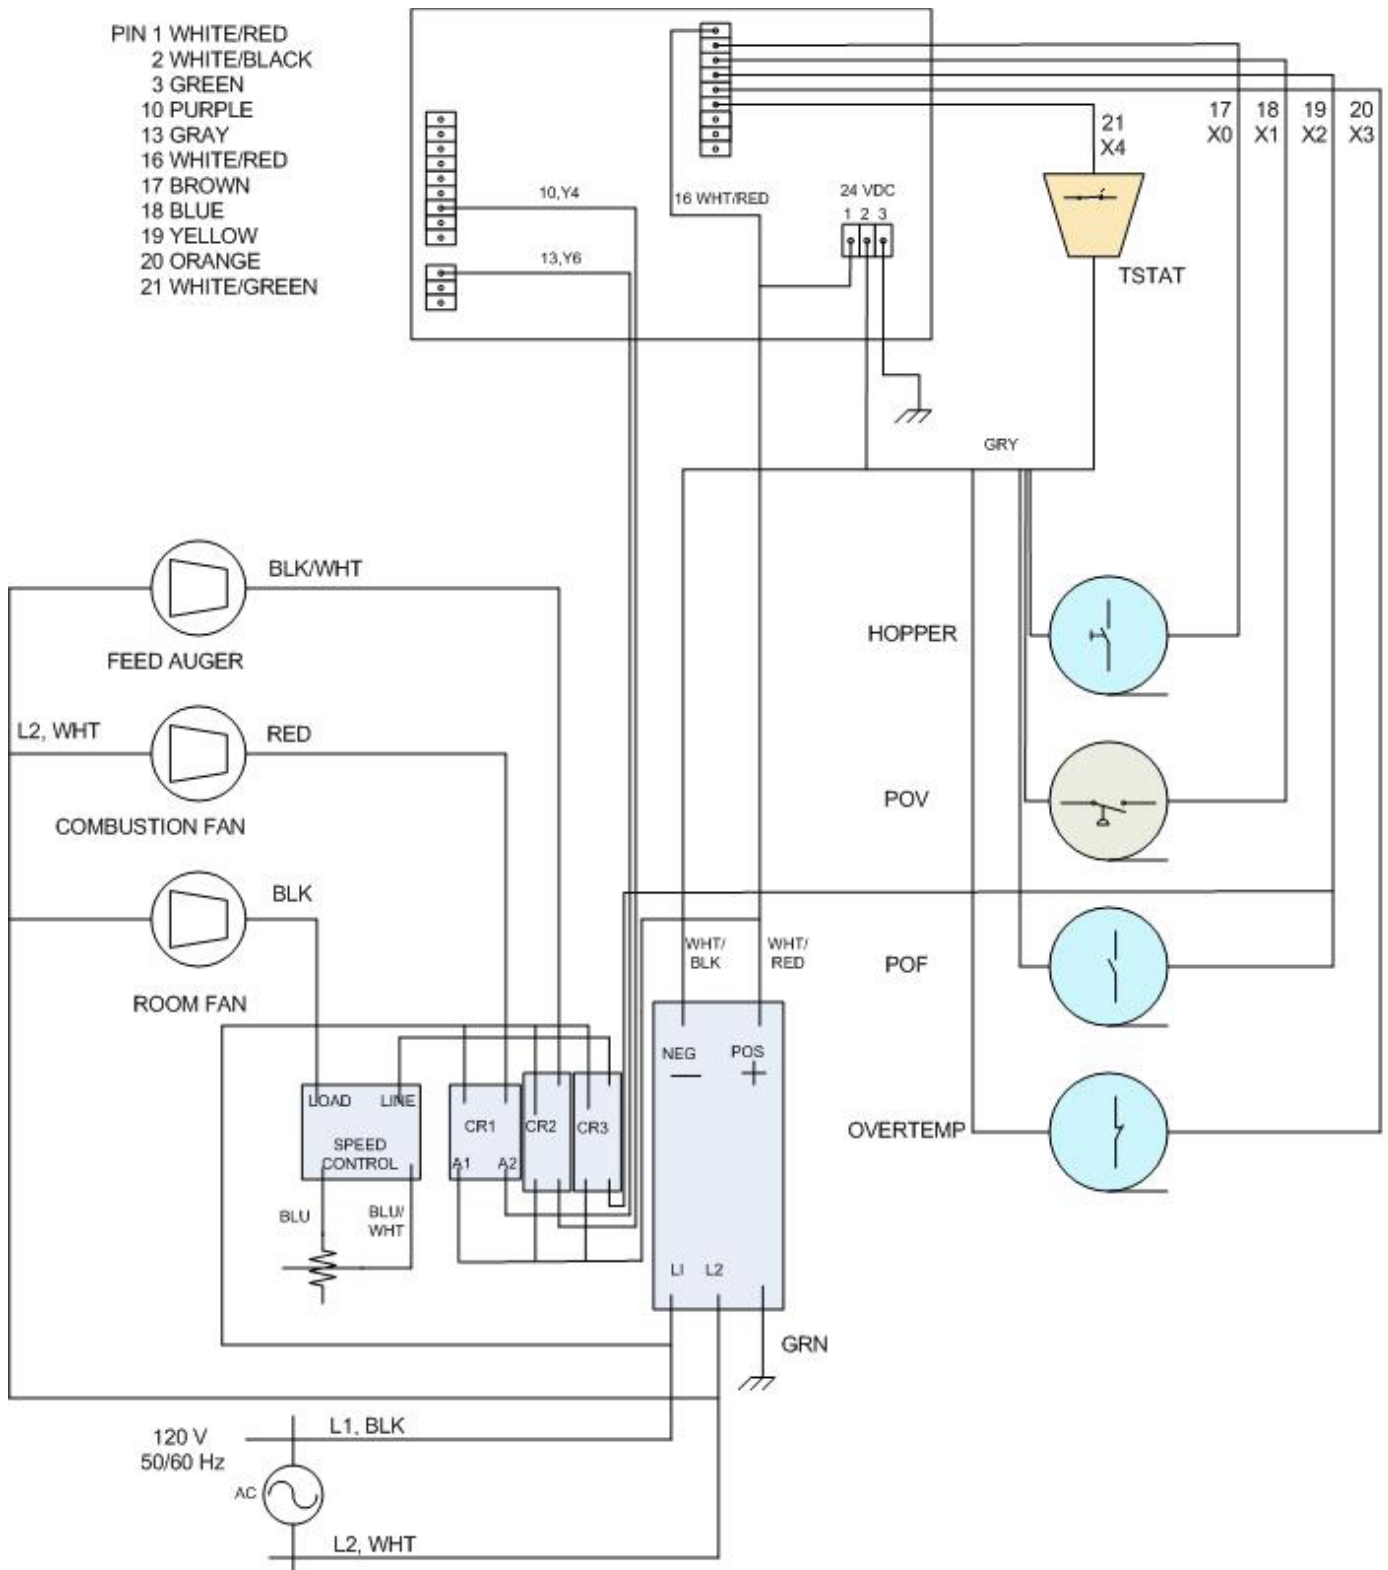 PIN 1 WHITE/RED
2 WHITE/BLACK
3 GREEN
10 PURPLE
13 GRAY
16 WHITE/RED
17 BROWN
18 BLUE
19 YELLOW
20 ORANGE
21 WHITE/GREEN
10,Y4
13,Y6
16 WHT/RED
24 VDC
1 2 3
21
X4
17
X0
18
X1
19
X2
20
X3
TSTAT
GRY
BLK/WHT
FEED AUGER
HOPPER
L2, WHT
RED
COMBUSTION FAN
POV
BLK
ROOM FAN
WHT/
BLK
WHT/
RED
POF
NEG
POS
LOAD
LINE
SPEED
CONTROL
CR1
A1
A2
CR2
CR3
OVERTEMP
BLU
BLU/
WHT
LI
L2
GRN
120 V
50/60 Hz
L1, BLK
AC
L2, WHT